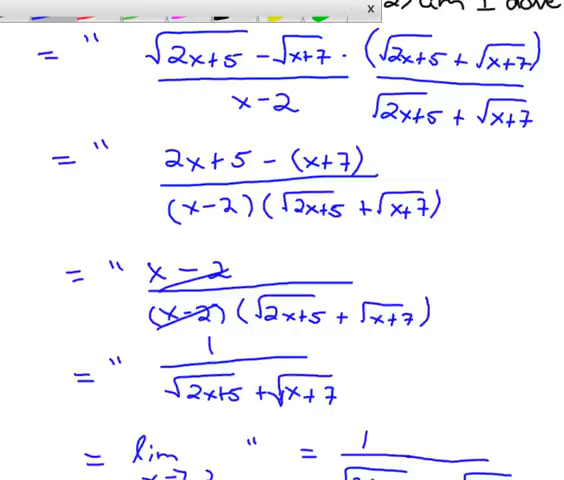 = " √(2x+5) − √(x+7) / x−2 · (√(2x+5) + √(x+7)) / √(2x+5) + √(x+7)
= " 2x+5 − (x+7) / (x−2)(√(2x+5) + √(x+7))
= " x−2 / (x−2)(√(2x+5) + √(x+7))
= " 1 / √(2x+5) + √(x+7)
= lim " = 1